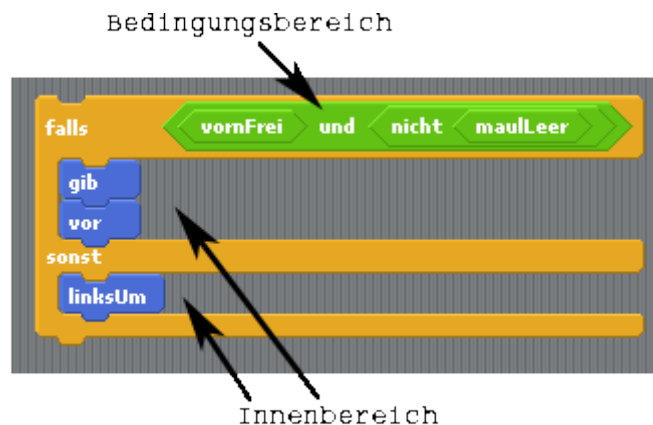 Bedingungsbereich
falls vornFrei und nicht maulLeer
gib
vor
sonst
linksUm
Innenbereich